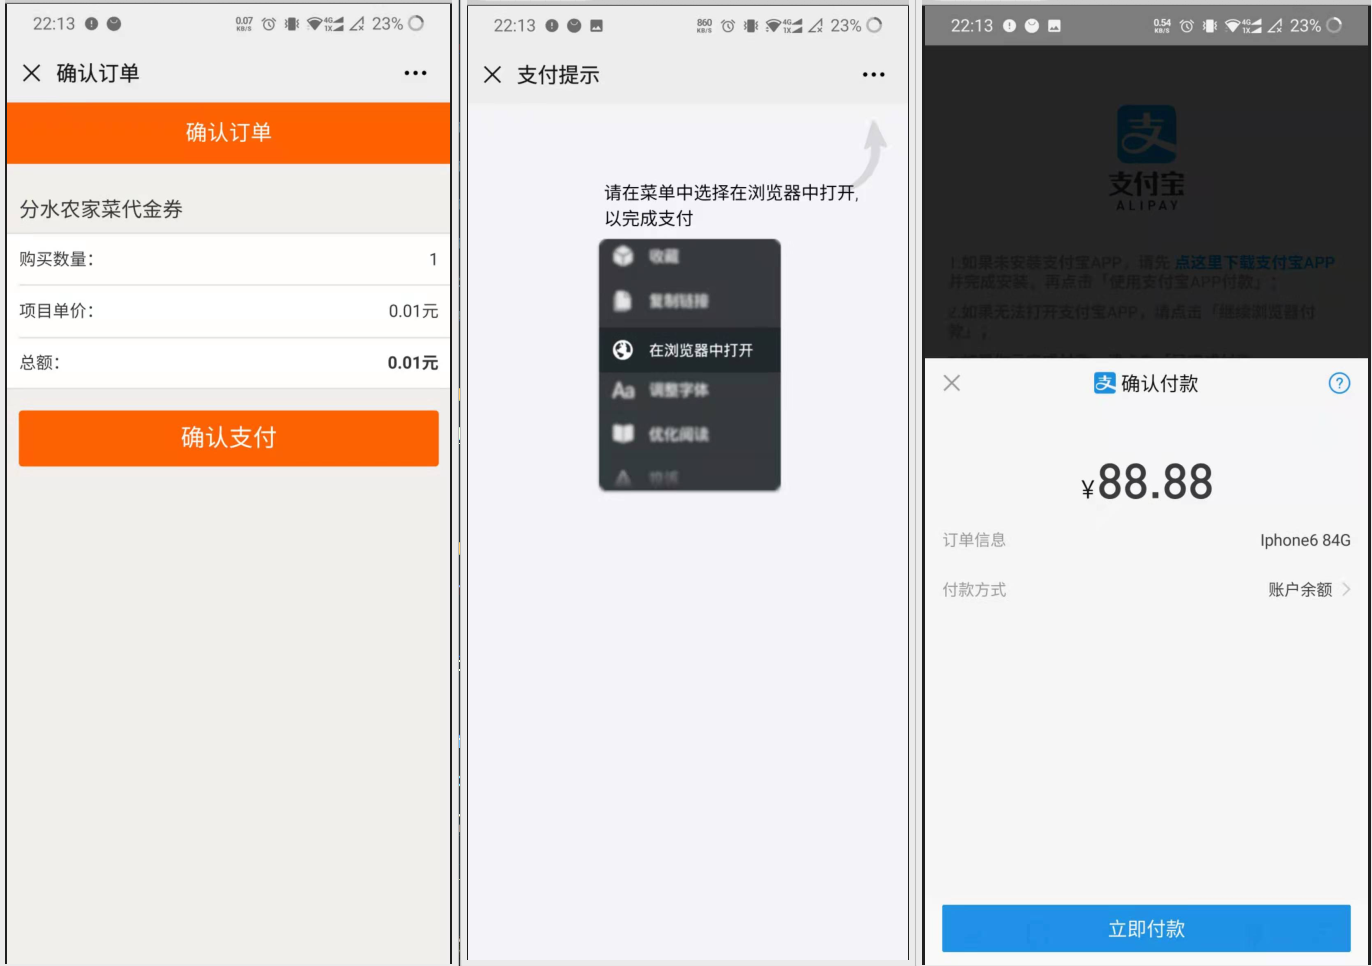 22:13
0.07
KB/S
4G
1X
23%
确认订单
确认订单
分水农家菜代金券
购买数量：
1
项目单价：
0.01元
总额：
0.01元
确认支付
22:13
860
KB/S
4G
1X
23%
支付提示
请在菜单中选择在浏览器中打开,
以完成支付
收藏
复制链接
在浏览器中打开
Aa 调整字体
优化阅读
投诉
22:13
0.54
KB/S
4G
1X
23%
支
支付宝
ALIPAY
1.如果未安装支付宝APP，请先 点这里下载支付宝APP
并完成安装，再点击「使用支付宝APP付款」；
2.如果无法打开支付宝APP，请点击「继续浏览器付
款」；
支 确认付款
?
¥88.88
订单信息
Iphone6 84G
付款方式
账户余额
立即付款